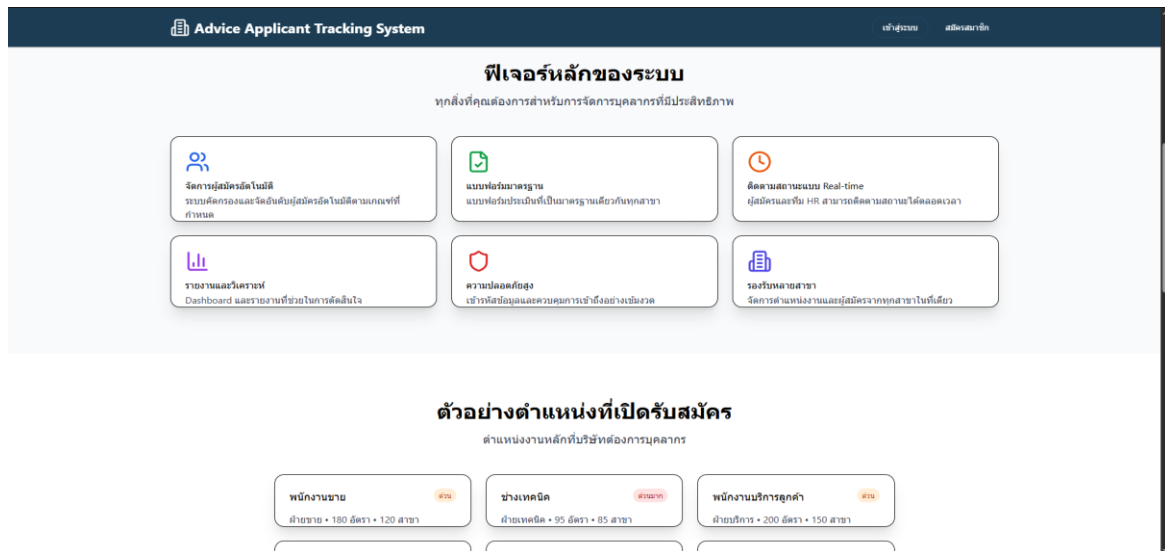 Advice Applicant Tracking System
เข้าสู่ระบบ
สมัครสมาชิก
ฟีเจอร์หลักของระบบ
ทุกสิ่งที่คุณต้องการสำหรับการจัดการบุคลากรที่มีประสิทธิภาพ
จัดการผู้สมัครอัตโนมัติ
ระบบคัดกรองและจัดอันดับผู้สมัครอัตโนมัติตามเกณฑ์ที่
กำหนด
แบบฟอร์มมาตรฐาน
แบบฟอร์มประเมินที่เป็นมาตรฐานเดียวกันทุกสาขา
ติดตามสถานะแบบ Real-time
ผู้สมัครและทีม HR สามารถติดตามสถานะได้ตลอดเวลา
รายงานและวิเคราะห์
Dashboard และรายงานที่ช่วยในการตัดสินใจ
ความปลอดภัยสูง
เข้ารหัสข้อมูลและควบคุมการเข้าถึงอย่างเข้มงวด
รองรับหลายสาขา
จัดการตำแหน่งงานและผู้สมัครจากทุกสาขาในที่เดียว
ตัวอย่างตำแหน่งที่เปิดรับสมัคร
ตำแหน่งงานหลักที่บริษัทต้องการบุคลากร
พนักงานขาย
ด่วน
ฝ่ายขาย • 180 อัตรา • 120 สาขา
ช่างเทคนิค
ด่วนมาก
ฝ่ายเทคนิค • 95 อัตรา • 85 สาขา
พนักงานบริการลูกค้า
ด่วน
ฝ่ายบริการ • 200 อัตรา • 150 สาขา